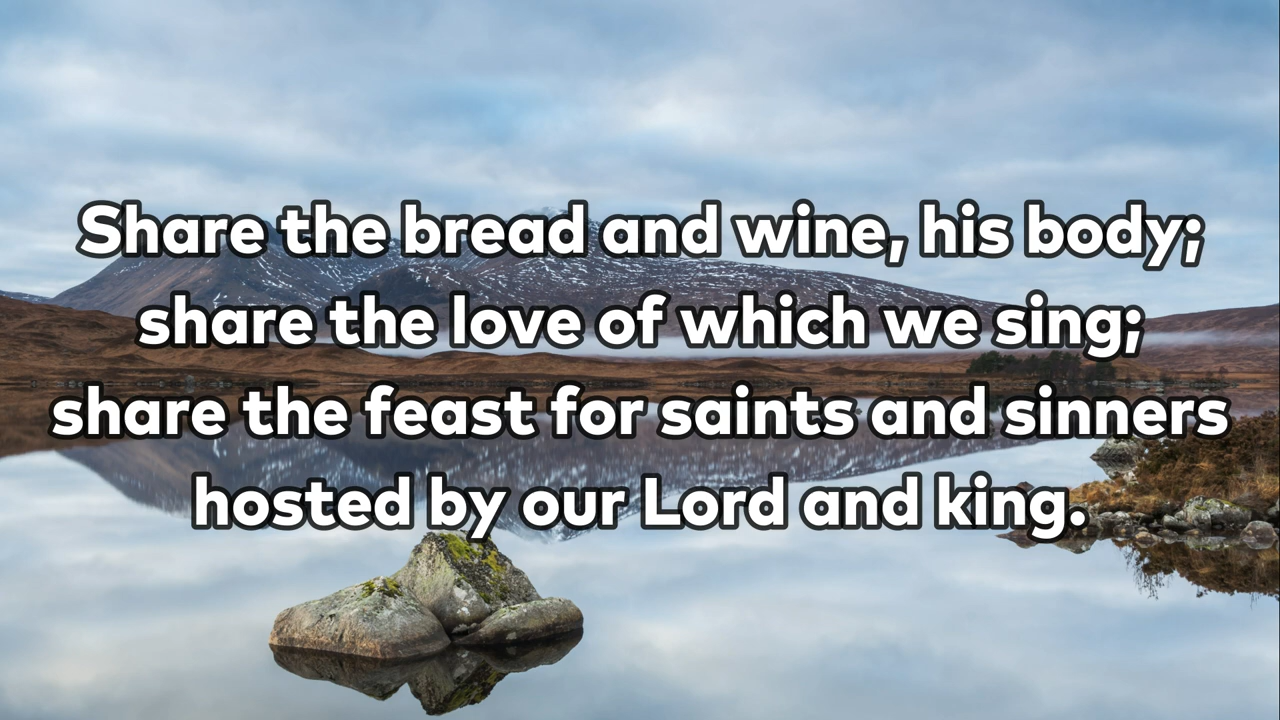 Share the bread and wine, his body;
share the love of which we sing;
share the feast for saints and sinners
hosted by our Lord and king.